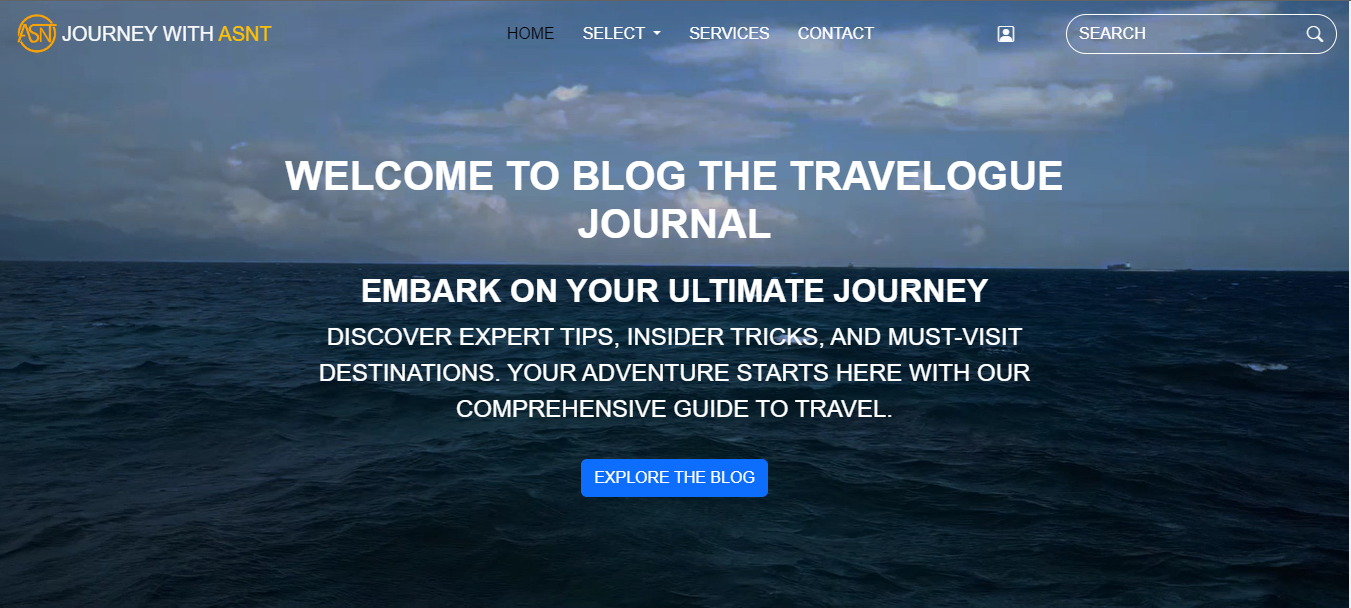 ASNT JOURNEY WITH ASNT
HOME SELECT SERVICES CONTACT SEARCH
WELCOME TO BLOG THE TRAVELOGUE
JOURNAL
EMBARK ON YOUR ULTIMATE JOURNEY
DISCOVER EXPERT TIPS, INSIDER TRICKS, AND MUST-VISIT
DESTINATIONS. YOUR ADVENTURE STARTS HERE WITH OUR
COMPREHENSIVE GUIDE TO TRAVEL.
EXPLORE THE BLOG